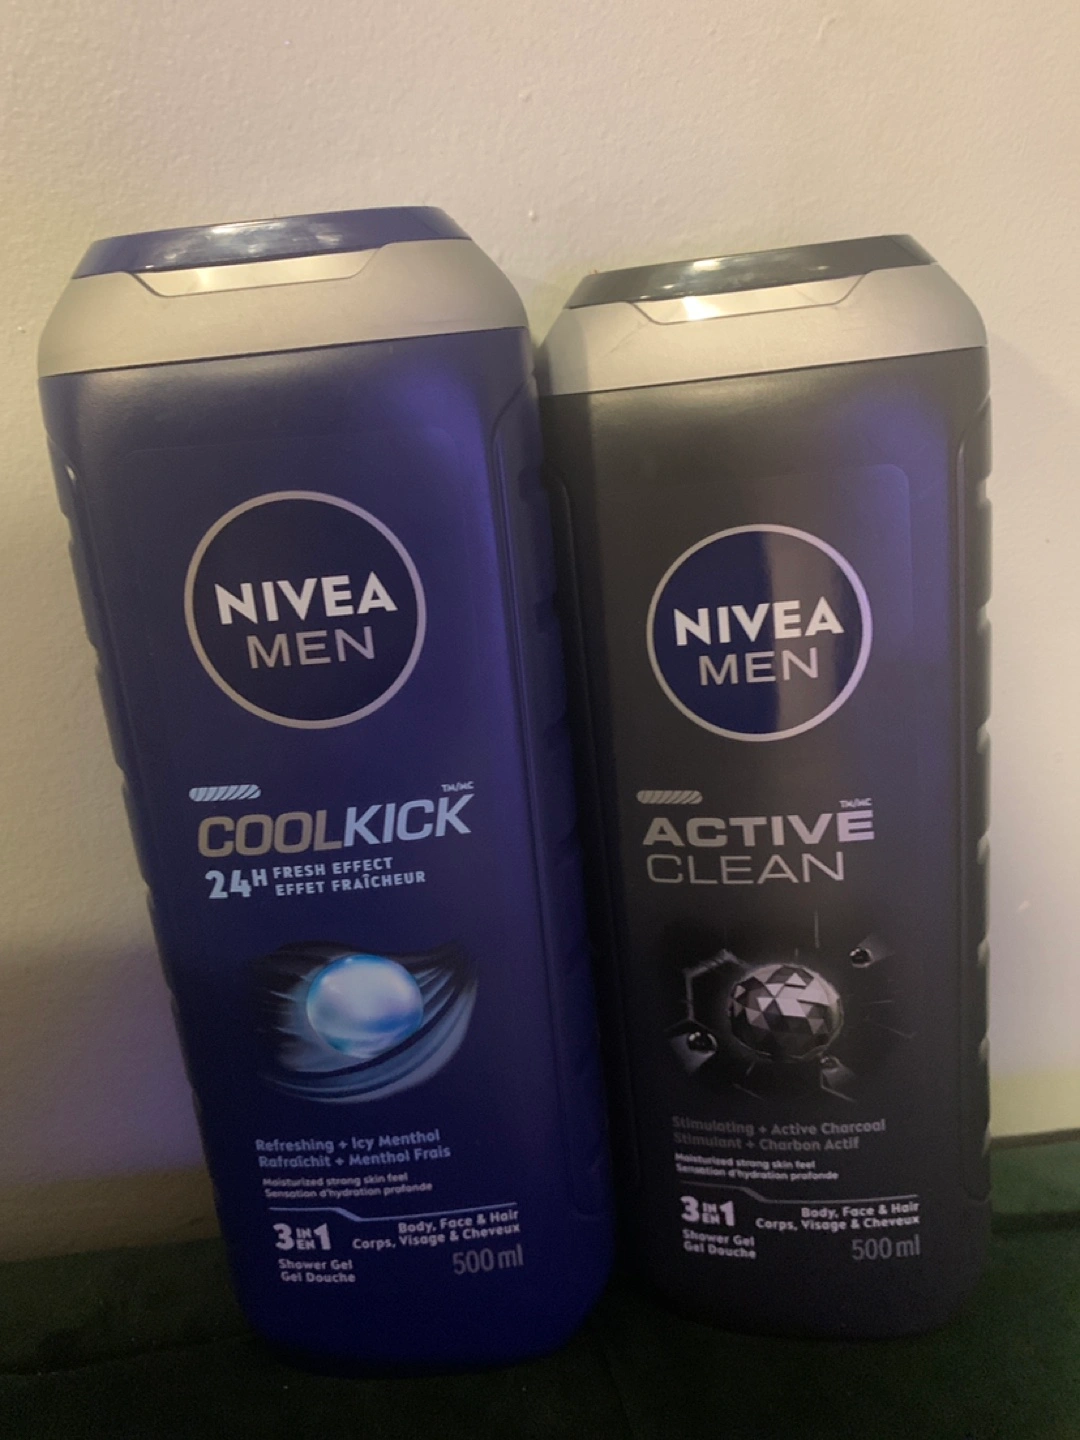 NIVEA
MEN
TM/MC
COOLKICK
24H FRESH EFFECT
EFFET FRAÎCHEUR
Refreshing + Icy Menthol
Rafraîchit + Menthol Frais
Moisturized strong skin feel
Sensation d'hydration profonde
3 IN EN 1
Body, Face & Hair
Corps, Visage & Cheveux
Shower Gel
Gel Douche
500 ml
NIVEA
MEN
TM/MC
ACTIVE
CLEAN
Stimulating + Active Charcoal
Stimulant + Charbon Actif
Moisturized strong skin feel
Sensation d'hydration profonde
3 IN EN 1
Body, Face & Hair
Corps, Visage & Cheveux
Shower Gel
Gel Douche
500 ml